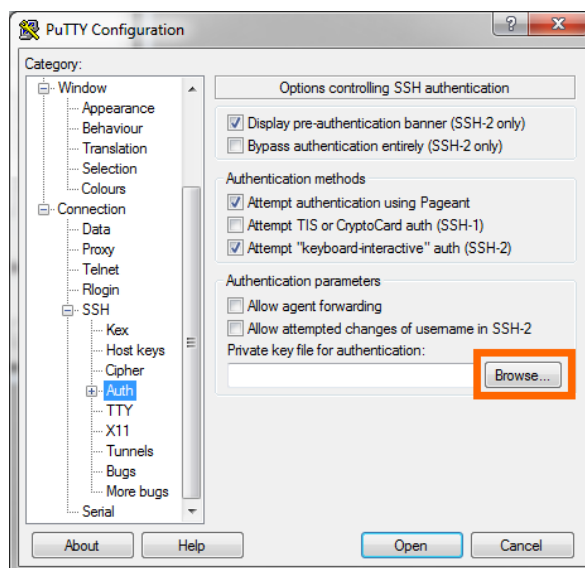 PuTTY Configuration
Category:
Window
Appearance
Behaviour
Translation
Selection
Colours
Connection
Data
Proxy
Telnet
Rlogin
SSH
Kex
Host keys
Cipher
Auth
TTY
X11
Tunnels
Bugs
More bugs
Serial
Options controlling SSH authentication
Display pre-authentication banner (SSH-2 only)
Bypass authentication entirely (SSH-2 only)
Authentication methods
Attempt authentication using Pageant
Attempt TIS or CryptoCard auth (SSH-1)
Attempt "keyboard-interactive" auth (SSH-2)
Authentication parameters
Allow agent forwarding
Allow attempted changes of username in SSH-2
Private key file for authentication:
Browse...
About
Help
Open
Cancel